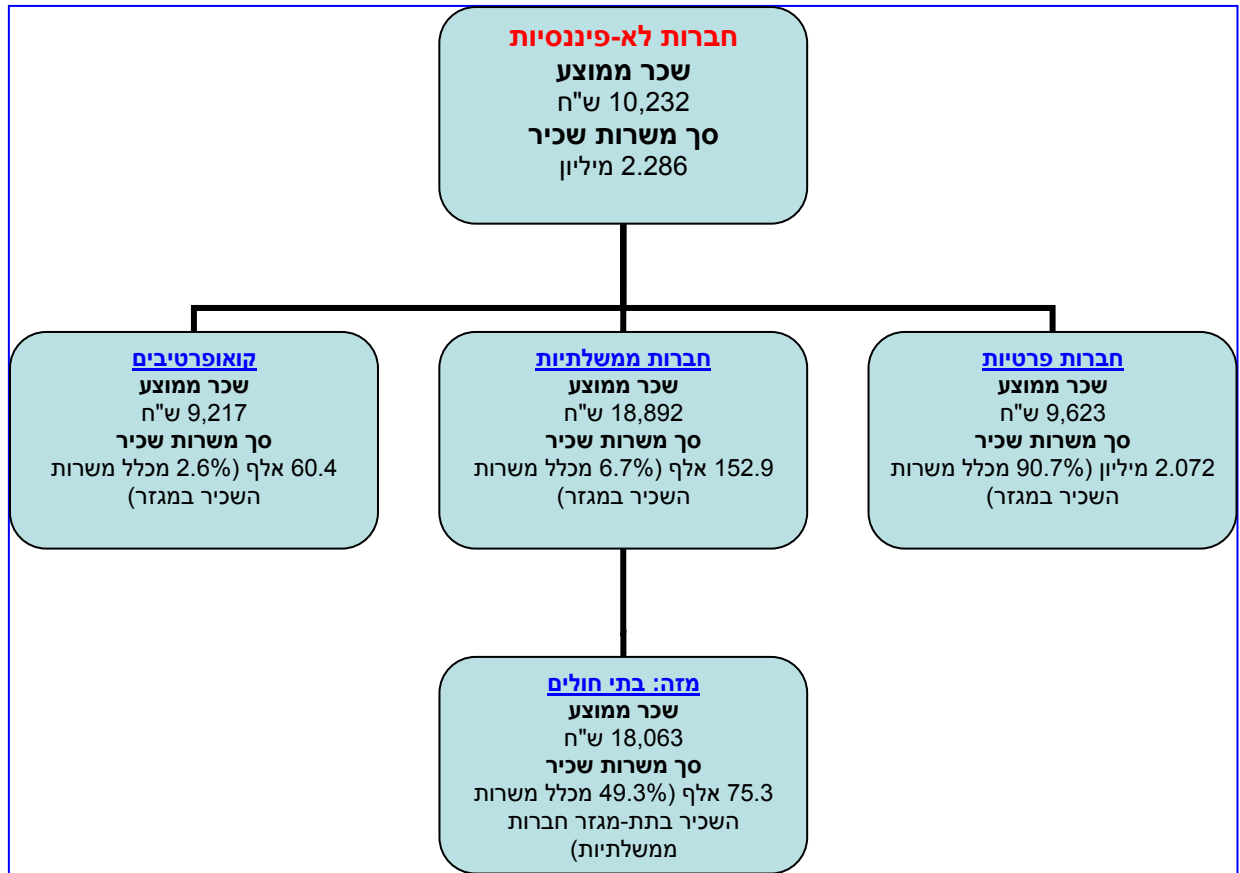 חברות לא-פיננסיות
שכר ממוצע
10,232 ש"ח
סך משרות שכיר
2.286 מיליון
חברות פרטיות
שכר ממוצע
9,623 ש"ח
סך משרות שכיר
2.072 מיליון (90.7% מכלל משרות
השכיר במגזר)
חברות ממשלתיות
שכר ממוצע
18,892 ש"ח
סך משרות שכיר
152.9 אלף (6.7% מכלל משרות
השכיר במגזר)
קואופרטיבים
שכר ממוצע
9,217 ש"ח
סך משרות שכיר
60.4 אלף (2.6% מכלל משרות
השכיר במגזר)
מזה: בתי חולים
שכר ממוצע
18,063 ש"ח
סך משרות שכיר
75.3 אלף (49.3% מכלל משרות
השכיר בתת-מגזר חברות
ממשלתיות)